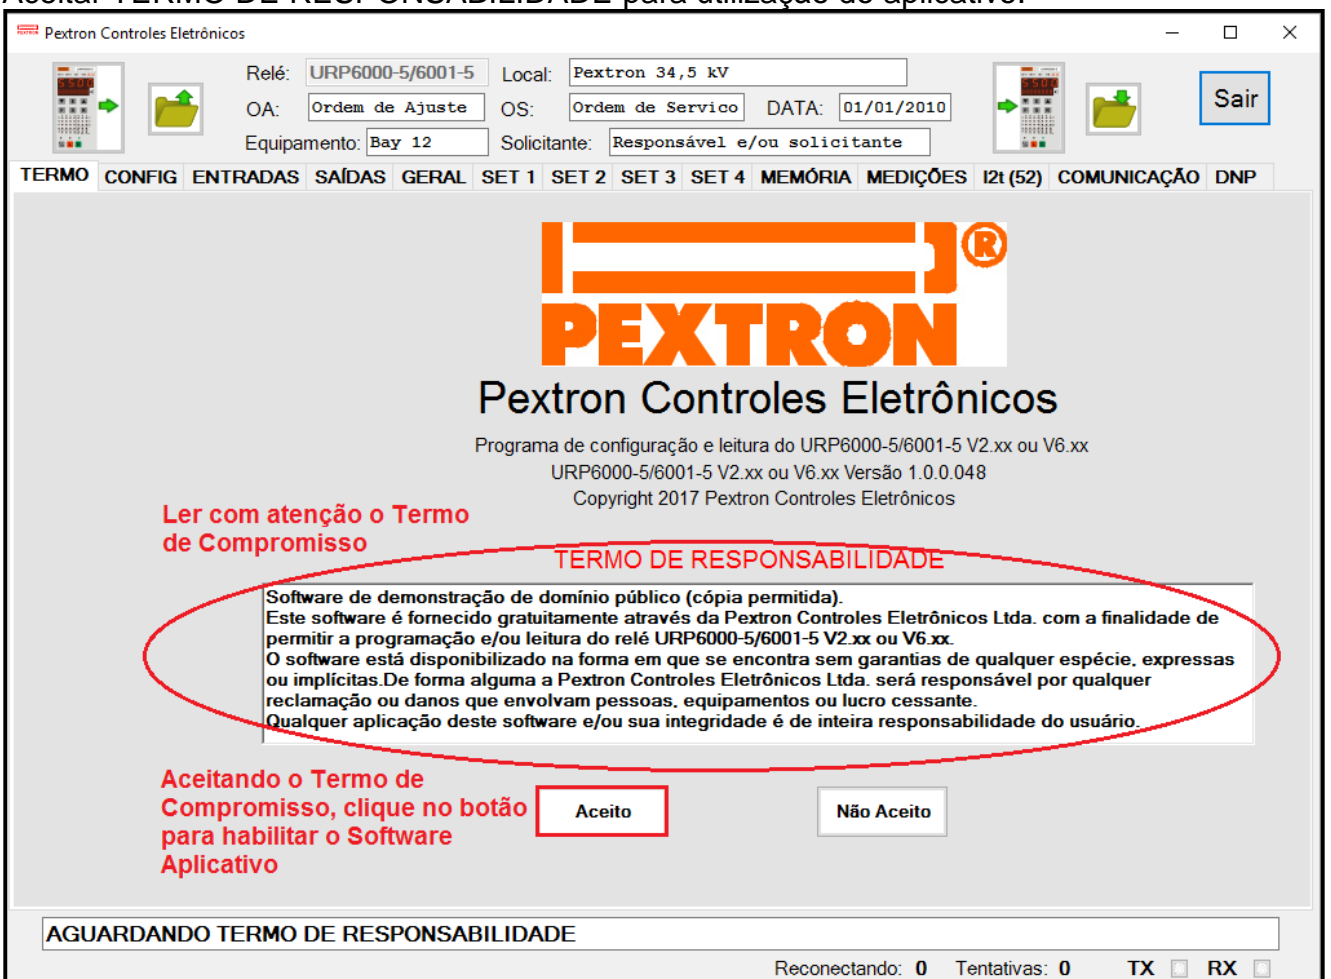 Aceitar TERMO DE RESPONSABILIDADE para utilização do aplicativo.
Pextron Controles Eletrônicos
Relé: URP6000-5/6001-5 Local: Pextron 34,5 kV
OA: Ordem de Ajuste OS: Ordem de Servico DATA: 01/01/2010
Equipamento: Bay 12 Solicitante: Responsável e/ou solicitante
Sair
TERMO CONFIG ENTRADAS SAÍDAS GERAL SET 1 SET 2 SET 3 SET 4 MEMÓRIA MEDIÇÕES I2t (52) COMUNICAÇÃO DNP
PEXTRON®
Pextron Controles Eletrônicos
Programa de configuração e leitura do URP6000-5/6001-5 V2.xx ou V6.xx
URP6000-5/6001-5 V2.xx ou V6.xx Versão 1.0.0.048
Copyright 2017 Pextron Controles Eletrônicos
Ler com atenção o Termo
de Compromisso
TERMO DE RESPONSABILIDADE
Software de demonstração de domínio público (cópia permitida).
Este software é fornecido gratuitamente através da Pextron Controles Eletrônicos Ltda. com a finalidade de
permitir a programação e/ou leitura do relé URP6000-5/6001-5 V2.xx ou V6.xx.
O software está disponibilizado na forma em que se encontra sem garantias de qualquer espécie, expressas
ou implícitas.De forma alguma a Pextron Controles Eletrônicos Ltda. será responsável por qualquer
reclamação ou danos que envolvam pessoas, equipamentos ou lucro cessante.
Qualquer aplicação deste software e/ou sua integridade é de inteira responsabilidade do usuário.
Aceitando o Termo de
Compromisso, clique no botão
para habilitar o Software
Aplicativo
Aceito
Não Aceito
AGUARDANDO TERMO DE RESPONSABILIDADE
Reconectando: 0 Tentativas: 0 TX RX